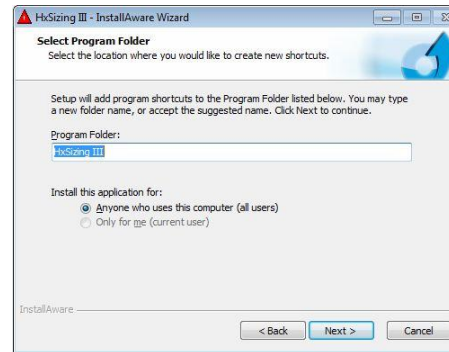 HxSizing III - InstallAware Wizard
Select Program Folder
Select the location where you would like to create new shortcuts.
Setup will add program shortcuts to the Program Folder listed below. You may type
a new folder name, or accept the suggested name. Click Next to continue.
Program Folder:
HxSizing III
Install this application for:
Anyone who uses this computer (all users)
Only for me (current user)
InstallAware
< Back Next > Cancel